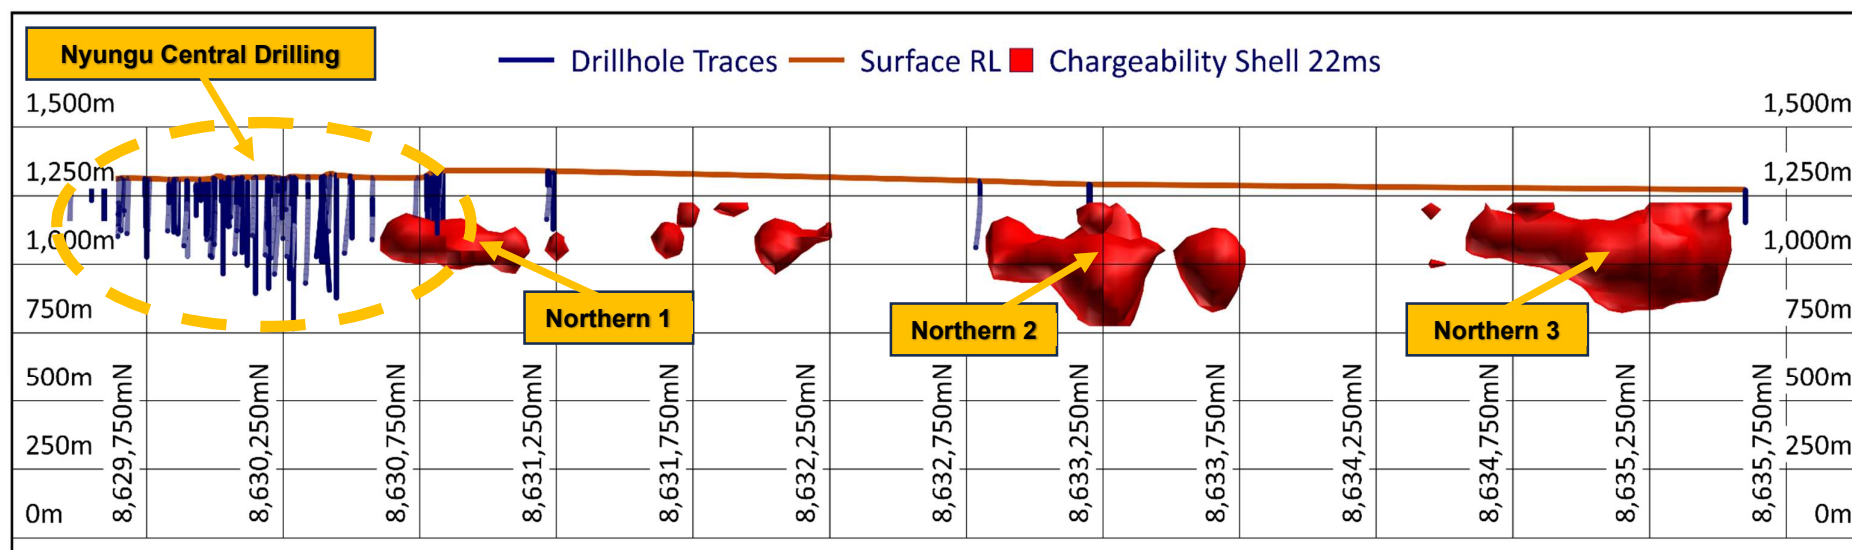 Nyungu Central Drilling
Drillhole Traces Surface RL Chargeability Shell 22ms
1,500m 1,500m
1,250m 1,250m
1,000m 1,000m
750m 750m
Northern 1 Northern 2 Northern 3
500m 500m
250m 250m
0m 0m
8,629,750mN
8,630,250mN
8,630,750mN
8,631,250mN
8,631,750mN
8,632,250mN
8,632,750mN
8,633,250mN
8,633,750mN
8,634,250mN
8,634,750mN
8,635,250mN
8,635,750mN